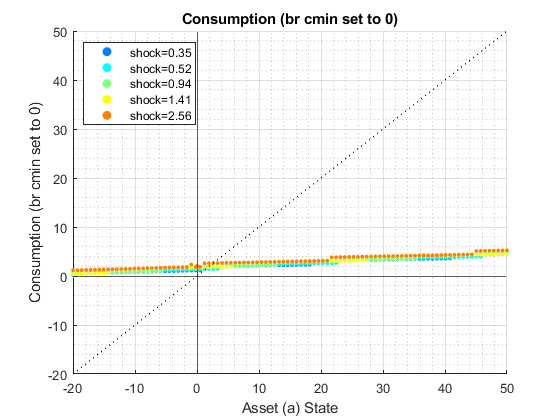 Consumption (br cmin set to 0)
50
40
30
20
10
0
-10
-20
Consumption (br cmin set to 0)
shock=0.35
shock=0.52
shock=0.94
shock=1.41
shock=2.56
-20 -10 0 10 20 30 40 50
Asset (a) State